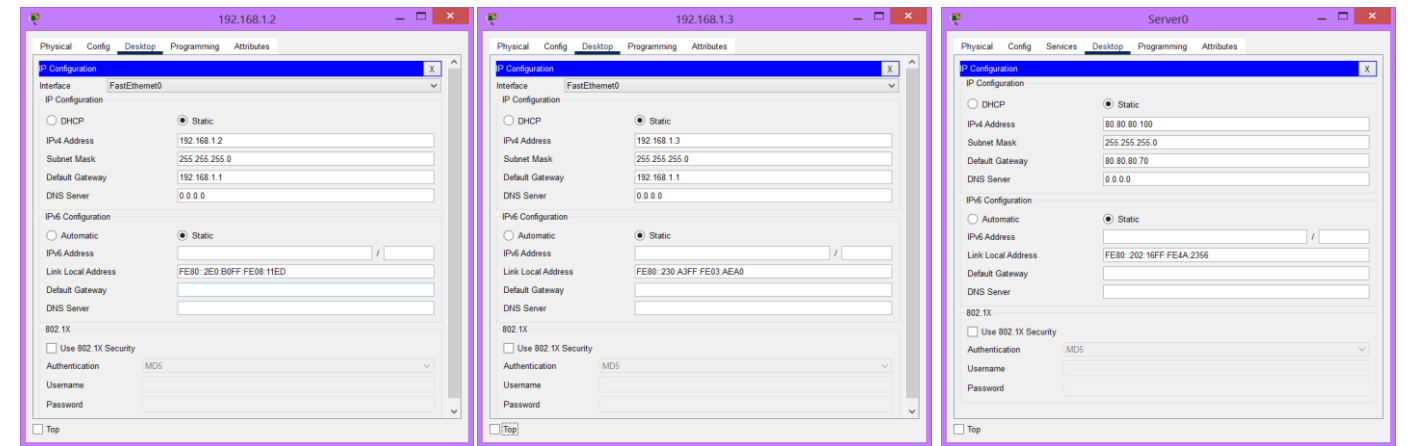 192.168.1.2
Physical Config Desktop Programming Attributes
IP Configuration X
Interface FastEthernet0
IP Configuration
DHCP Static
IPv4 Address 192.168.1.2
Subnet Mask 255.255.255.0
Default Gateway 192.168.1.1
DNS Server 0.0.0.0
IPv6 Configuration
Automatic Static
IPv6 Address /
Link Local Address FE80::2E0:B0FF:FE08:11ED
Default Gateway
DNS Server
802.1X
Use 802.1X Security
Authentication MD5
Username
Password
Top
192.168.1.3
Physical Config Desktop Programming Attributes
IP Configuration X
Interface FastEthernet0
IP Configuration
DHCP Static
IPv4 Address 192.168.1.3
Subnet Mask 255.255.255.0
Default Gateway 192.168.1.1
DNS Server 0.0.0.0
IPv6 Configuration
Automatic Static
IPv6 Address /
Link Local Address FE80::230:A3FF:FE03:AEA0
Default Gateway
DNS Server
802.1X
Use 802.1X Security
Authentication MD5
Username
Password
Top
Server0
Physical Config Services Desktop Programming Attributes
IP Configuration X
IP Configuration
DHCP Static
IPv4 Address 80.80.80.100
Subnet Mask 255.255.255.0
Default Gateway 80.80.80.70
DNS Server 0.0.0.0
IPv6 Configuration
Automatic Static
IPv6 Address /
Link Local Address FE80::202:16FF:FE4A:2356
Default Gateway
DNS Server
802.1X
Use 802.1X Security
Authentication MD5
Username
Password
Top